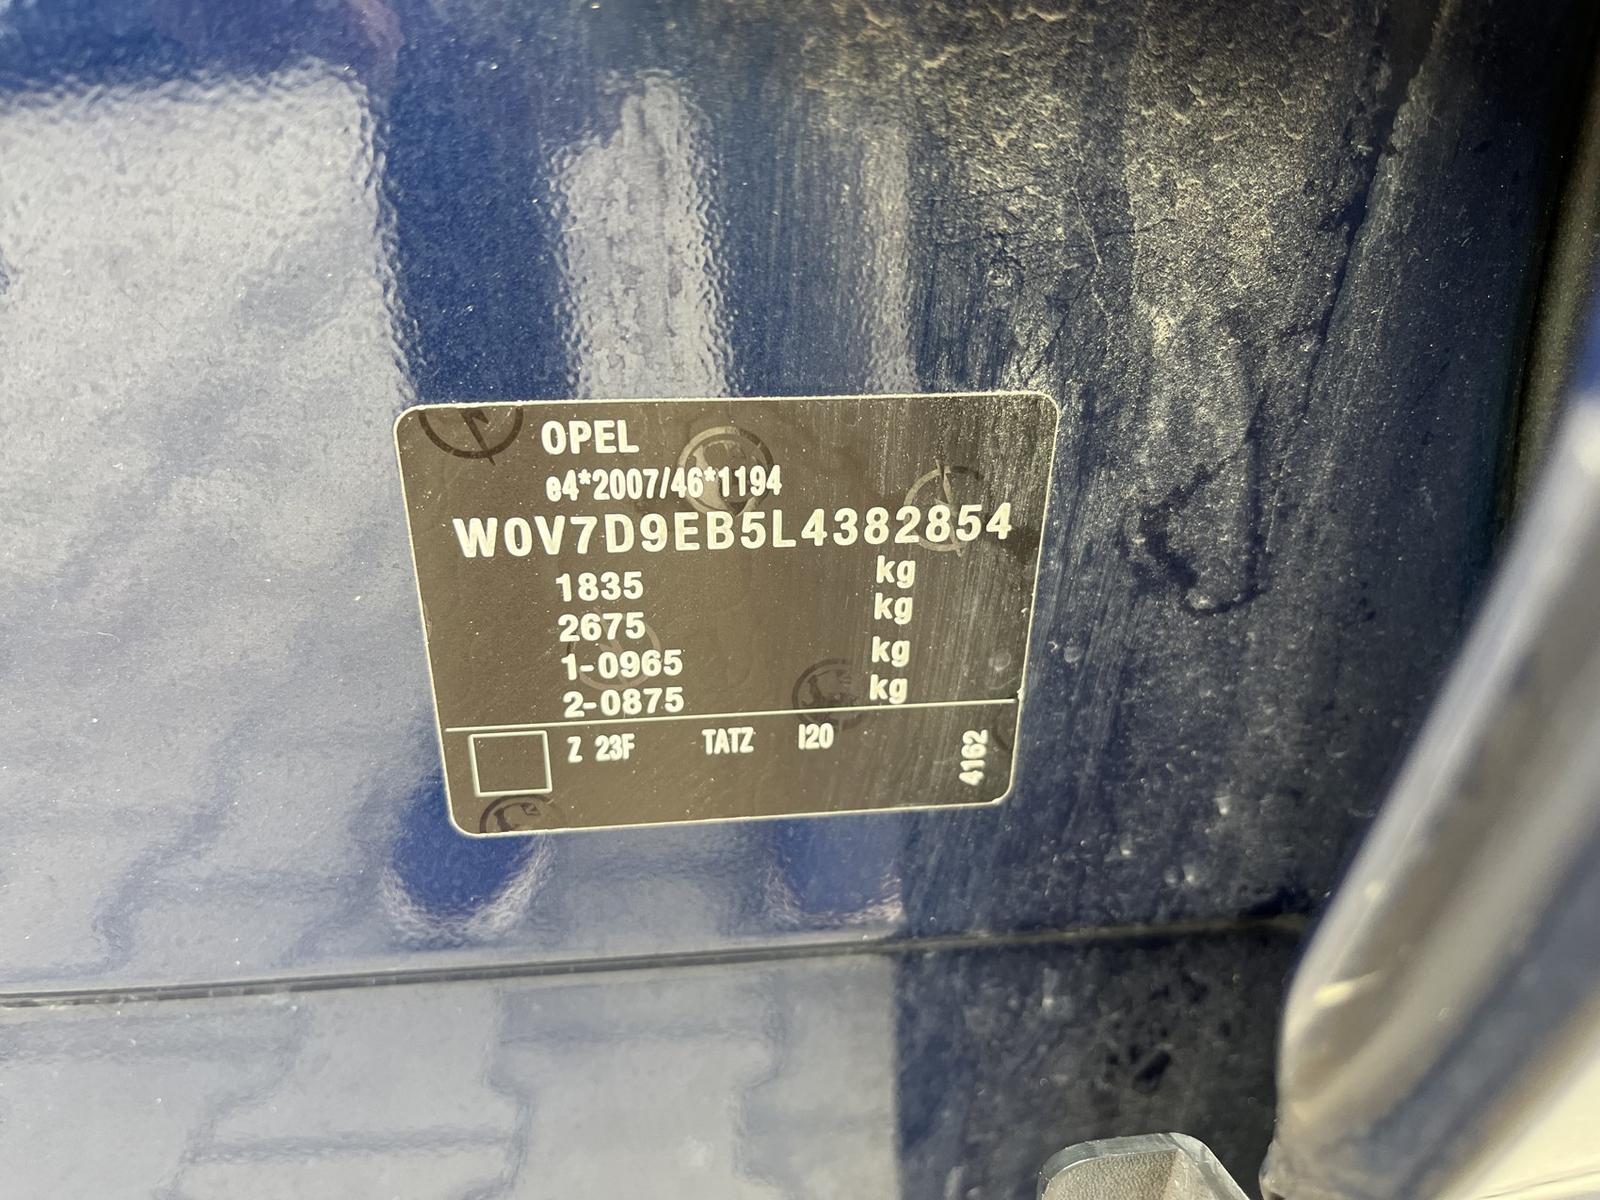 OPEL
e4*2007/46*1194
W0V7D9EB5L4382854
1835 kg
2675 kg
1-0965 kg
2-0875 kg
Z 23F TATZ I20
4162